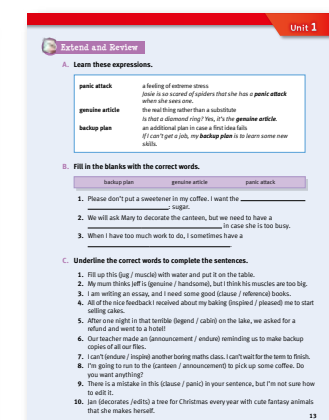 Unit 1
Extend and Review
A. Learn these expressions.
panic attack a feeling of extreme stress
Josie is so scared of spiders that she has a panic attack
when she sees one.
genuine article the real thing rather than a substitute
Is that a diamond ring? Yes, it's the genuine article.
backup plan an additional plan in case a first idea fails
If I can't get a job, my backup plan is to learn some new
skills.
B. Fill in the blanks with the correct words.
backup plan genuine article panic attack
1. Please don't put a sweetener in my coffee. I want the
: sugar.
2. We will ask Mary to decorate the canteen, but we need to have a
in case she is too busy.
3. When I have too much work to do, I sometimes have a
.
C. Underline the correct words to complete the sentences.
1. Fill up this (jug / muscle) with water and put it on the table.
2. My mum thinks Jeff is (genuine / handsome), but I think his muscles are too big.
3. I am writing an essay, and I need some good (clause / reference) books.
4. All of the nice feedback I received about my baking (inspired / pleased) me to start
selling cakes.
5. After one night in that terrible (legend / cabin) on the lake, we asked for a
refund and went to a hotel!
6. Our teacher made an (announcement / endure) reminding us to make backup
copies of all our files.
7. I can't (endure / inspire) another boring maths class. I can't wait for the term to finish.
8. I'm going to run to the (canteen / announcement) to pick up some coffee. Do
you want anything?
9. There is a mistake in this (clause / panic) in your sentence, but I'm not sure how
to edit it.
10. Jan (decorates /edits) a tree for Christmas every year with cute fantasy animals
that she makes herself.
13